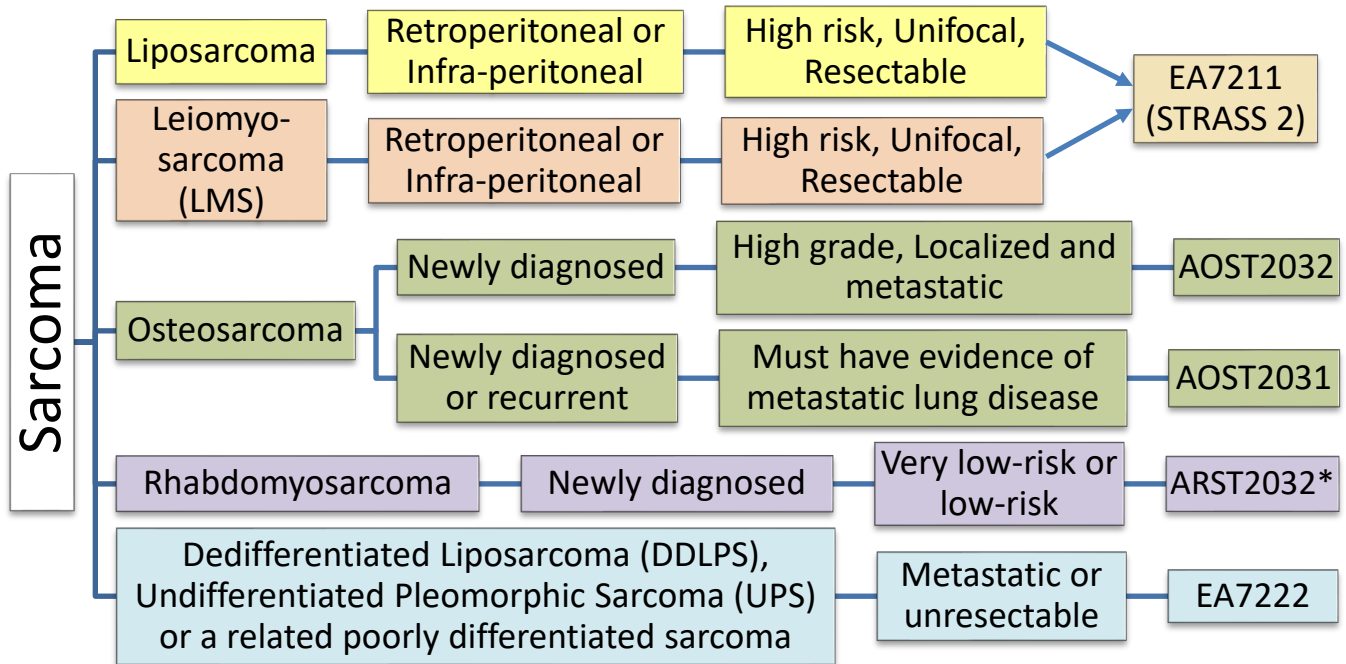 Sarcoma
Liposarcoma
Retroperitoneal or
Infra-peritoneal
High risk, Unifocal,
Resectable
EA7211
(STRASS 2)
Leiomyo-
sarcoma
(LMS)
Retroperitoneal or
Infra-peritoneal
High risk, Unifocal,
Resectable
Osteosarcoma
Newly diagnosed
High grade, Localized and
metastatic
AOST2032
Newly diagnosed
or recurrent
Must have evidence of
metastatic lung disease
AOST2031
Rhabdomyosarcoma
Newly diagnosed
Very low-risk or
low-risk
ARST2032*
Dedifferentiated Liposarcoma (DDLPS),
Undifferentiated Pleomorphic Sarcoma (UPS)
or a related poorly differentiated sarcoma
Metastatic or
unresectable
EA7222